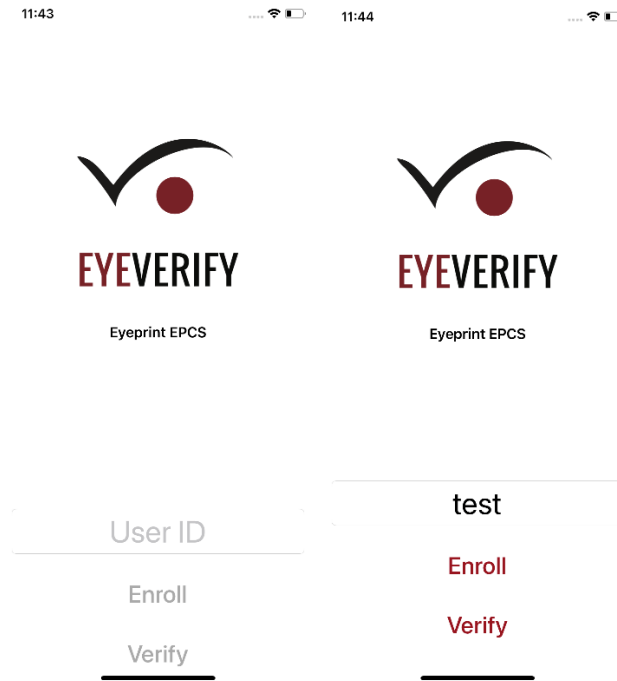 11:43
EYEVERIFY
Eyeprint EPCS
User ID
Enroll
Verify
11:44
EYEVERIFY
Eyeprint EPCS
test
Enroll
Verify